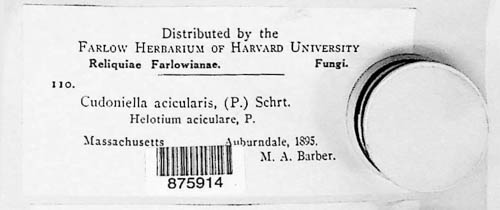 Distributed by the
FARLOW HERBARIUM OF HARVARD UNIVERSITY
Reliquiae Farlowianae. Fungi.
110.
Cudoniella acicularis, (P.) Schrt.
Helotium aciculare, P.
Massachusetts Auburndale, 1895.
M. A. Barber.
875914